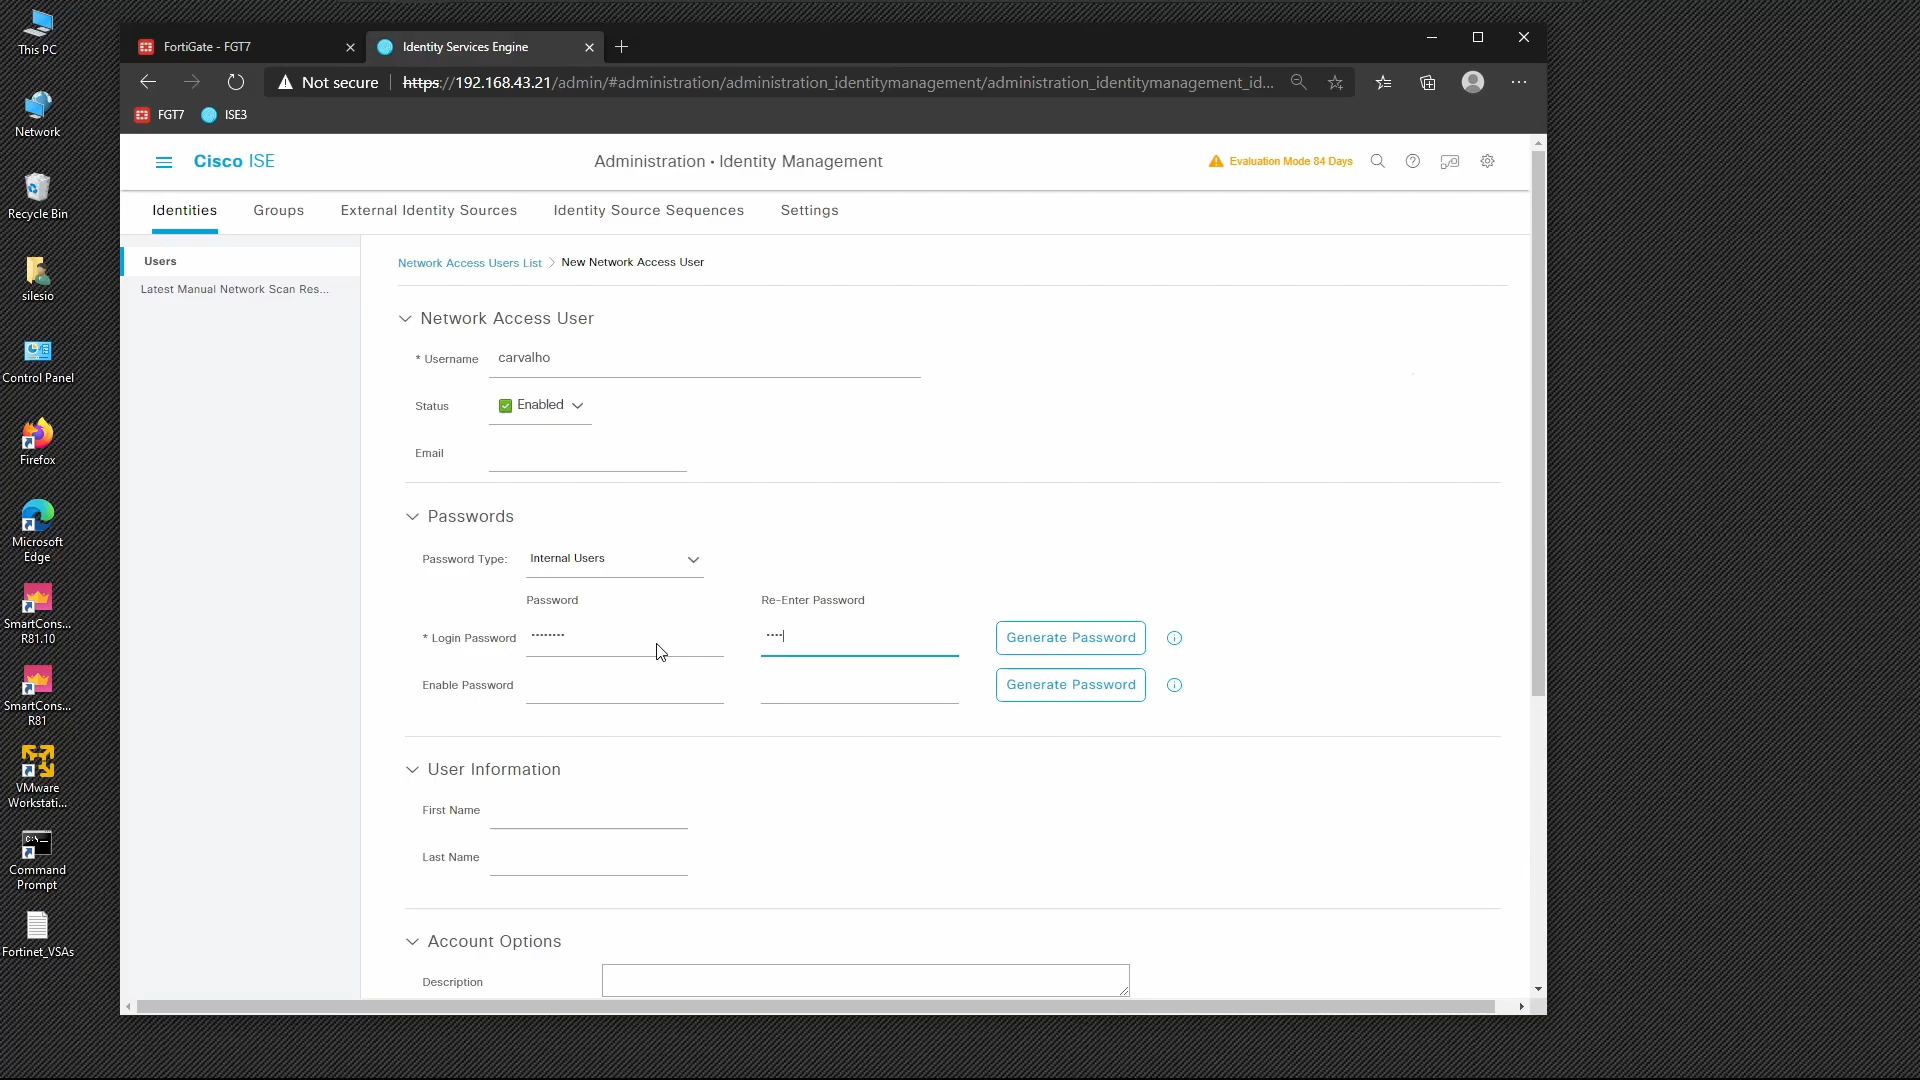 This PC
Network
Recycle Bin
silesio
Control Panel
Firefox
Microsoft
Edge
SmartCons...
R81.10
SmartCons...
R81
VMware
Workstati...
Command
Prompt
Fortinet_VSAs
FortiGate - FGT7
Identity Services Engine
Not secure
https://192.168.43.21/admin/#administration/administration_identitymanagement/administration_identitymanagement_id...
FGT7
ISE3
Cisco ISE
Administration • Identity Management
Evaluation Mode 84 Days
Identities
Groups
External Identity Sources
Identity Source Sequences
Settings
Users
Latest Manual Network Scan Res...
Network Access Users List > New Network Access User
Network Access User
* Username carvalho
Status Enabled
Email
Passwords
Password Type: Internal Users
Password
Re-Enter Password
* Login Password ········ ···· Generate Password
Enable Password Generate Password
User Information
First Name
Last Name
Account Options
Description